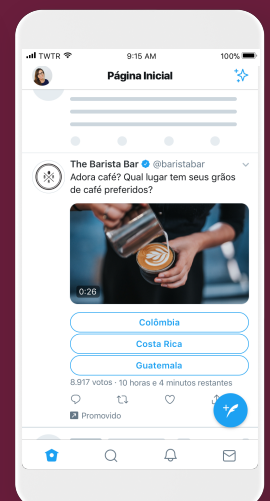 TWTR 9:15 AM 100%
Página Inicial
The Barista Bar @baristabar
Adora café? Qual lugar tem seus grãos
de café preferidos?
0:26
Colômbia
Costa Rica
Guatemala
8.917 votos · 10 horas e 4 minutos restantes
Promovido